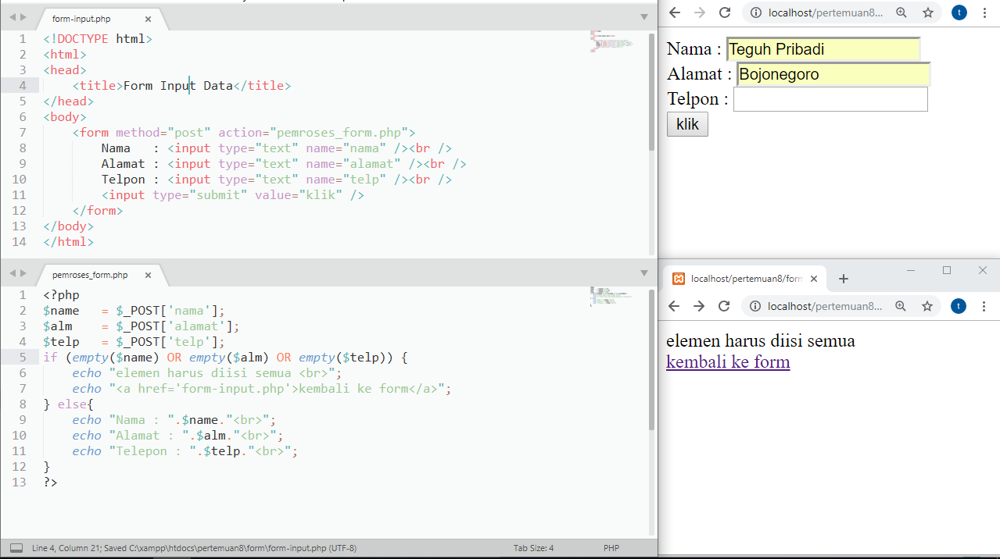 form-input.php ×
1 <!DOCTYPE html>
2 <html>
3 <head>
4     <title>Form Input Data</title>
5 </head>
6 <body>
7     <form method="post" action="pemroses_form.php">
8         Nama   : <input type="text" name="nama" /><br />
9         Alamat : <input type="text" name="alamat" /><br />
10         Telpon : <input type="text" name="telp" /><br />
11         <input type="submit" value="klik" />
12     </form>
13 </body>
14 </html>
pemroses_form.php ×
1 <?php
2 $name   = $_POST['nama'];
3 $alm    = $_POST['alamat'];
4 $telp   = $_POST['telp'];
5 if (empty($name) OR empty($alm) OR empty($telp)) {
6     echo "elemen harus diisi semua <br>";
7     echo "<a href='form-input.php'>kembali ke form</a>";
8 } else{
9     echo "Nama : ".$name."<br>";
10     echo "Alamat : ".$alm."<br>";
11     echo "Telepon : ".$telp."<br>";
12 }
13 ?>
Line 4, Column 21; Saved C:\xampp\htdocs\pertemuan8\form\form-input.php (UTF-8) Tab Size: 4 PHP
localhost/pertemuan8... t
Nama : Teguh Pribadi
Alamat : Bojonegoro
Telpon :
klik
localhost/pertemuan8/form
localhost/pertemuan8... t
elemen harus diisi semua
kembali ke form